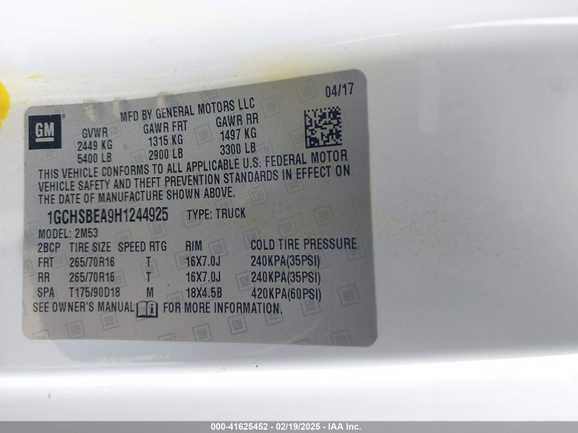 04/17
MFD BY GENERAL MOTORS LLC
GM
GVWR GAWR FRT GAWR RR
2449 KG 1315 KG 1497 KG
5400 LB 2900 LB 3300 LB
THIS VEHICLE CONFORMS TO ALL APPLICABLE U.S. FEDERAL MOTOR
VEHICLE SAFETY AND THEFT PREVENTION STANDARDS IN EFFECT ON
THE DATE OF MANUFACTURE SHOWN ABOVE.
1GCHSBEA9H1244925 TYPE: TRUCK
MODEL: 2M53
2BCP TIRE SIZE SPEED RTG RIM COLD TIRE PRESSURE
FRT 265/70R16 T 16X7.0J 240KPA(35PSI)
RR 265/70R16 T 16X7.0J 240KPA(35PSI)
SPA T175/90D18 M 18X4.5B 420KPA(60PSI)
SEE OWNER'S MANUAL FOR MORE INFORMATION.
000-41625452 - 02/19/2025 - IAA Inc.